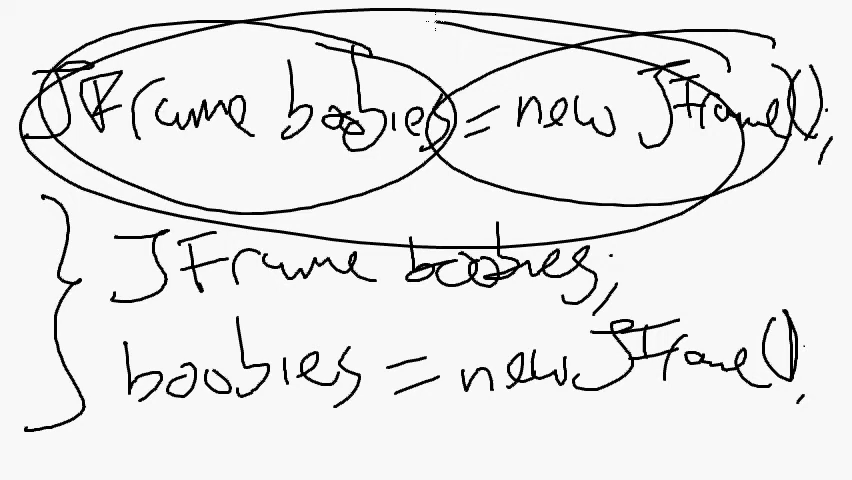 JFrame boobies = new JFrame();
JFrame boobies;
boobies = new JFrame();